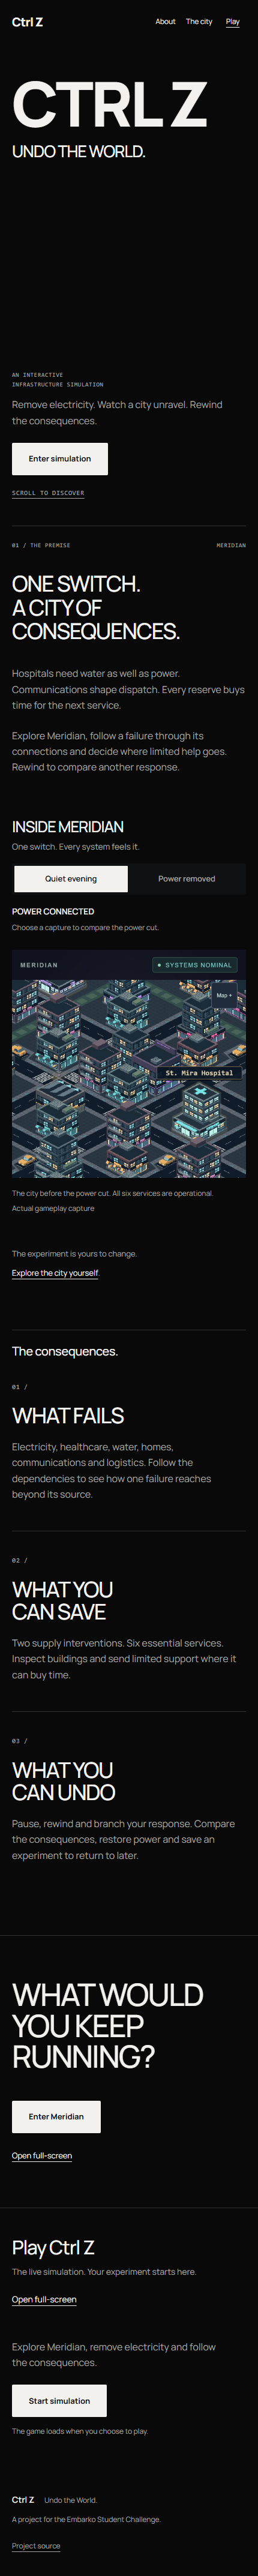 Ctrl Z
About The city Play
CTRL Z
UNDO THE WORLD.
AN INTERACTIVE
INFRASTRUCTURE SIMULATION
Remove electricity. Watch a city unravel. Rewind
the consequences.
Enter simulation
SCROLL TO DISCOVER
01 / THE PREMISE
MERIDIAN
ONE SWITCH.
A CITY OF
CONSEQUENCES.
Hospitals need water as well as power.
Communications shape dispatch. Every reserve buys
time for the next service.
Explore Meridian, follow a failure through its
connections and decide where limited help goes.
Rewind to compare another response.
INSIDE MERIDIAN
One switch. Every system feels it.
Quiet evening
Power removed
POWER CONNECTED
Choose a capture to compare the power cut.
MERIDIAN
SYSTEMS NOMINAL
Map +
St. Mira Hospital
The city before the power cut. All six services are operational.
Actual gameplay capture
The experiment is yours to change.
Explore the city yourself.
The consequences.
01 /
WHAT FAILS
Electricity, healthcare, water, homes,
communications and logistics. Follow the
dependencies to see how one failure reaches
beyond its source.
02 /
WHAT YOU
CAN SAVE
Two supply interventions. Six essential services.
Inspect buildings and send limited support where it
can buy time.
03 /
WHAT YOU
CAN UNDO
Pause, rewind and branch your response. Compare
the consequences, restore power and save an
experiment to return to later.
WHAT WOULD
YOU KEEP
RUNNING?
Enter Meridian
Open full-screen
Play Ctrl Z
The live simulation. Your experiment starts here.
Open full-screen
Explore Meridian, remove electricity and follow
the consequences.
Start simulation
The game loads when you choose to play.
Ctrl Z Undo the World.
A project for the Embarko Student Challenge.
Project source